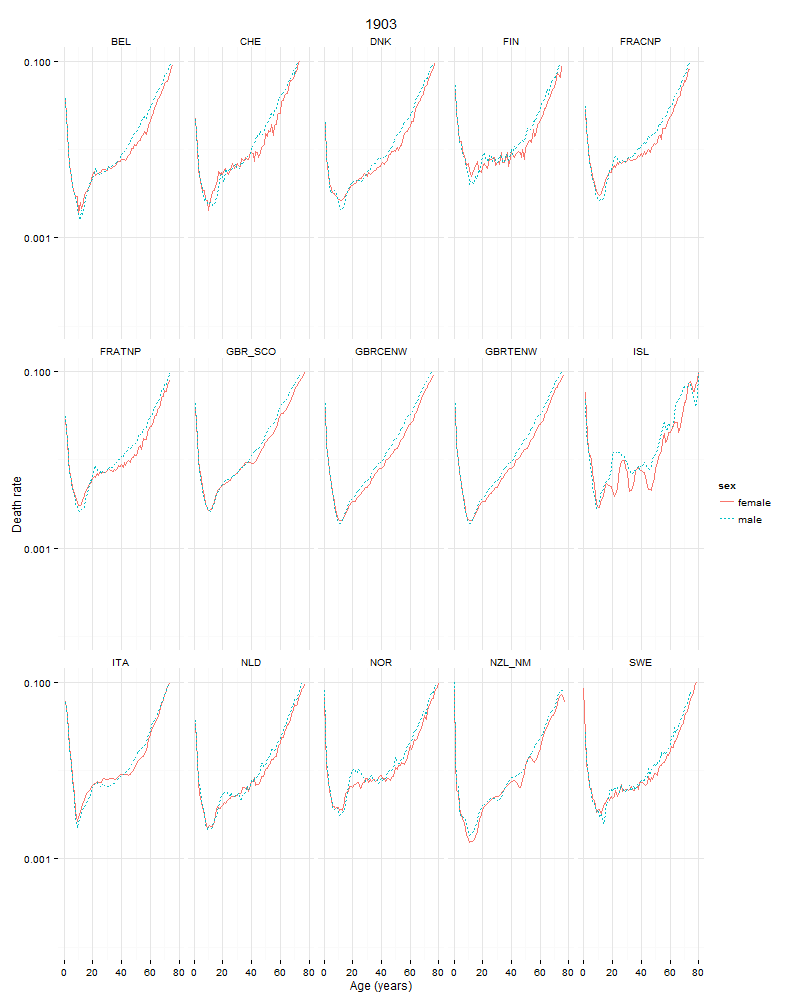 1903
BEL CHE DNK FIN FRACNP
0.100
0.001
FRATNP GBR_SCO GBRCENW GBRTENW ISL
0.100
0.001
Death rate
sex
female
male
ITA NLD NOR NZL_NM SWE
0.100
0.001
0 20 40 60 80 0 20 40 60 80 0 20 40 60 80 0 20 40 60 80 0 20 40 60 80
Age (years)